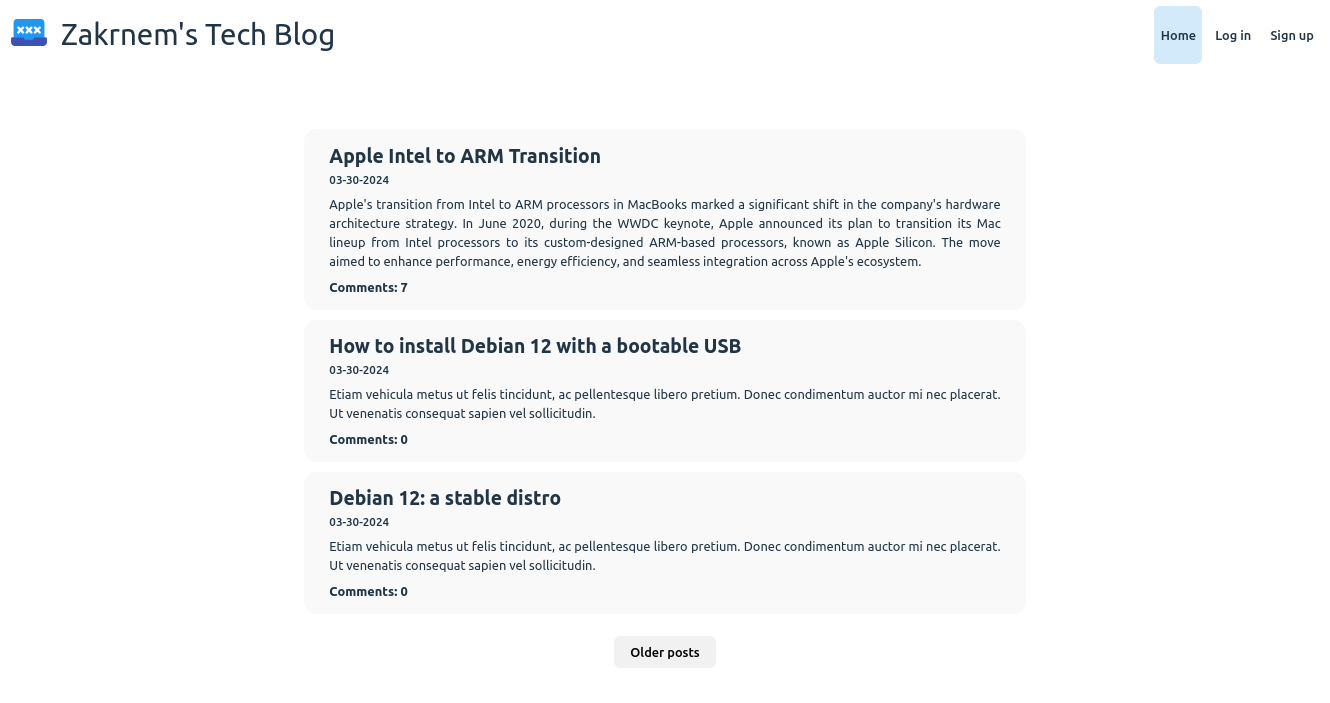 xxx
Zakrnem's Tech Blog
Home
Log in
Sign up
Apple Intel to ARM Transition
03-30-2024
Apple's transition from Intel to ARM processors in MacBooks marked a significant shift in the company's hardware
architecture strategy. In June 2020, during the WWDC keynote, Apple announced its plan to transition its Mac
lineup from Intel processors to its custom-designed ARM-based processors, known as Apple Silicon. The move
aimed to enhance performance, energy efficiency, and seamless integration across Apple's ecosystem.
Comments: 7
How to install Debian 12 with a bootable USB
03-30-2024
Etiam vehicula metus ut felis tincidunt, ac pellentesque libero pretium. Donec condimentum auctor mi nec placerat.
Ut venenatis consequat sapien vel sollicitudin.
Comments: 0
Debian 12: a stable distro
03-30-2024
Etiam vehicula metus ut felis tincidunt, ac pellentesque libero pretium. Donec condimentum auctor mi nec placerat.
Ut venenatis consequat sapien vel sollicitudin.
Comments: 0
Older posts